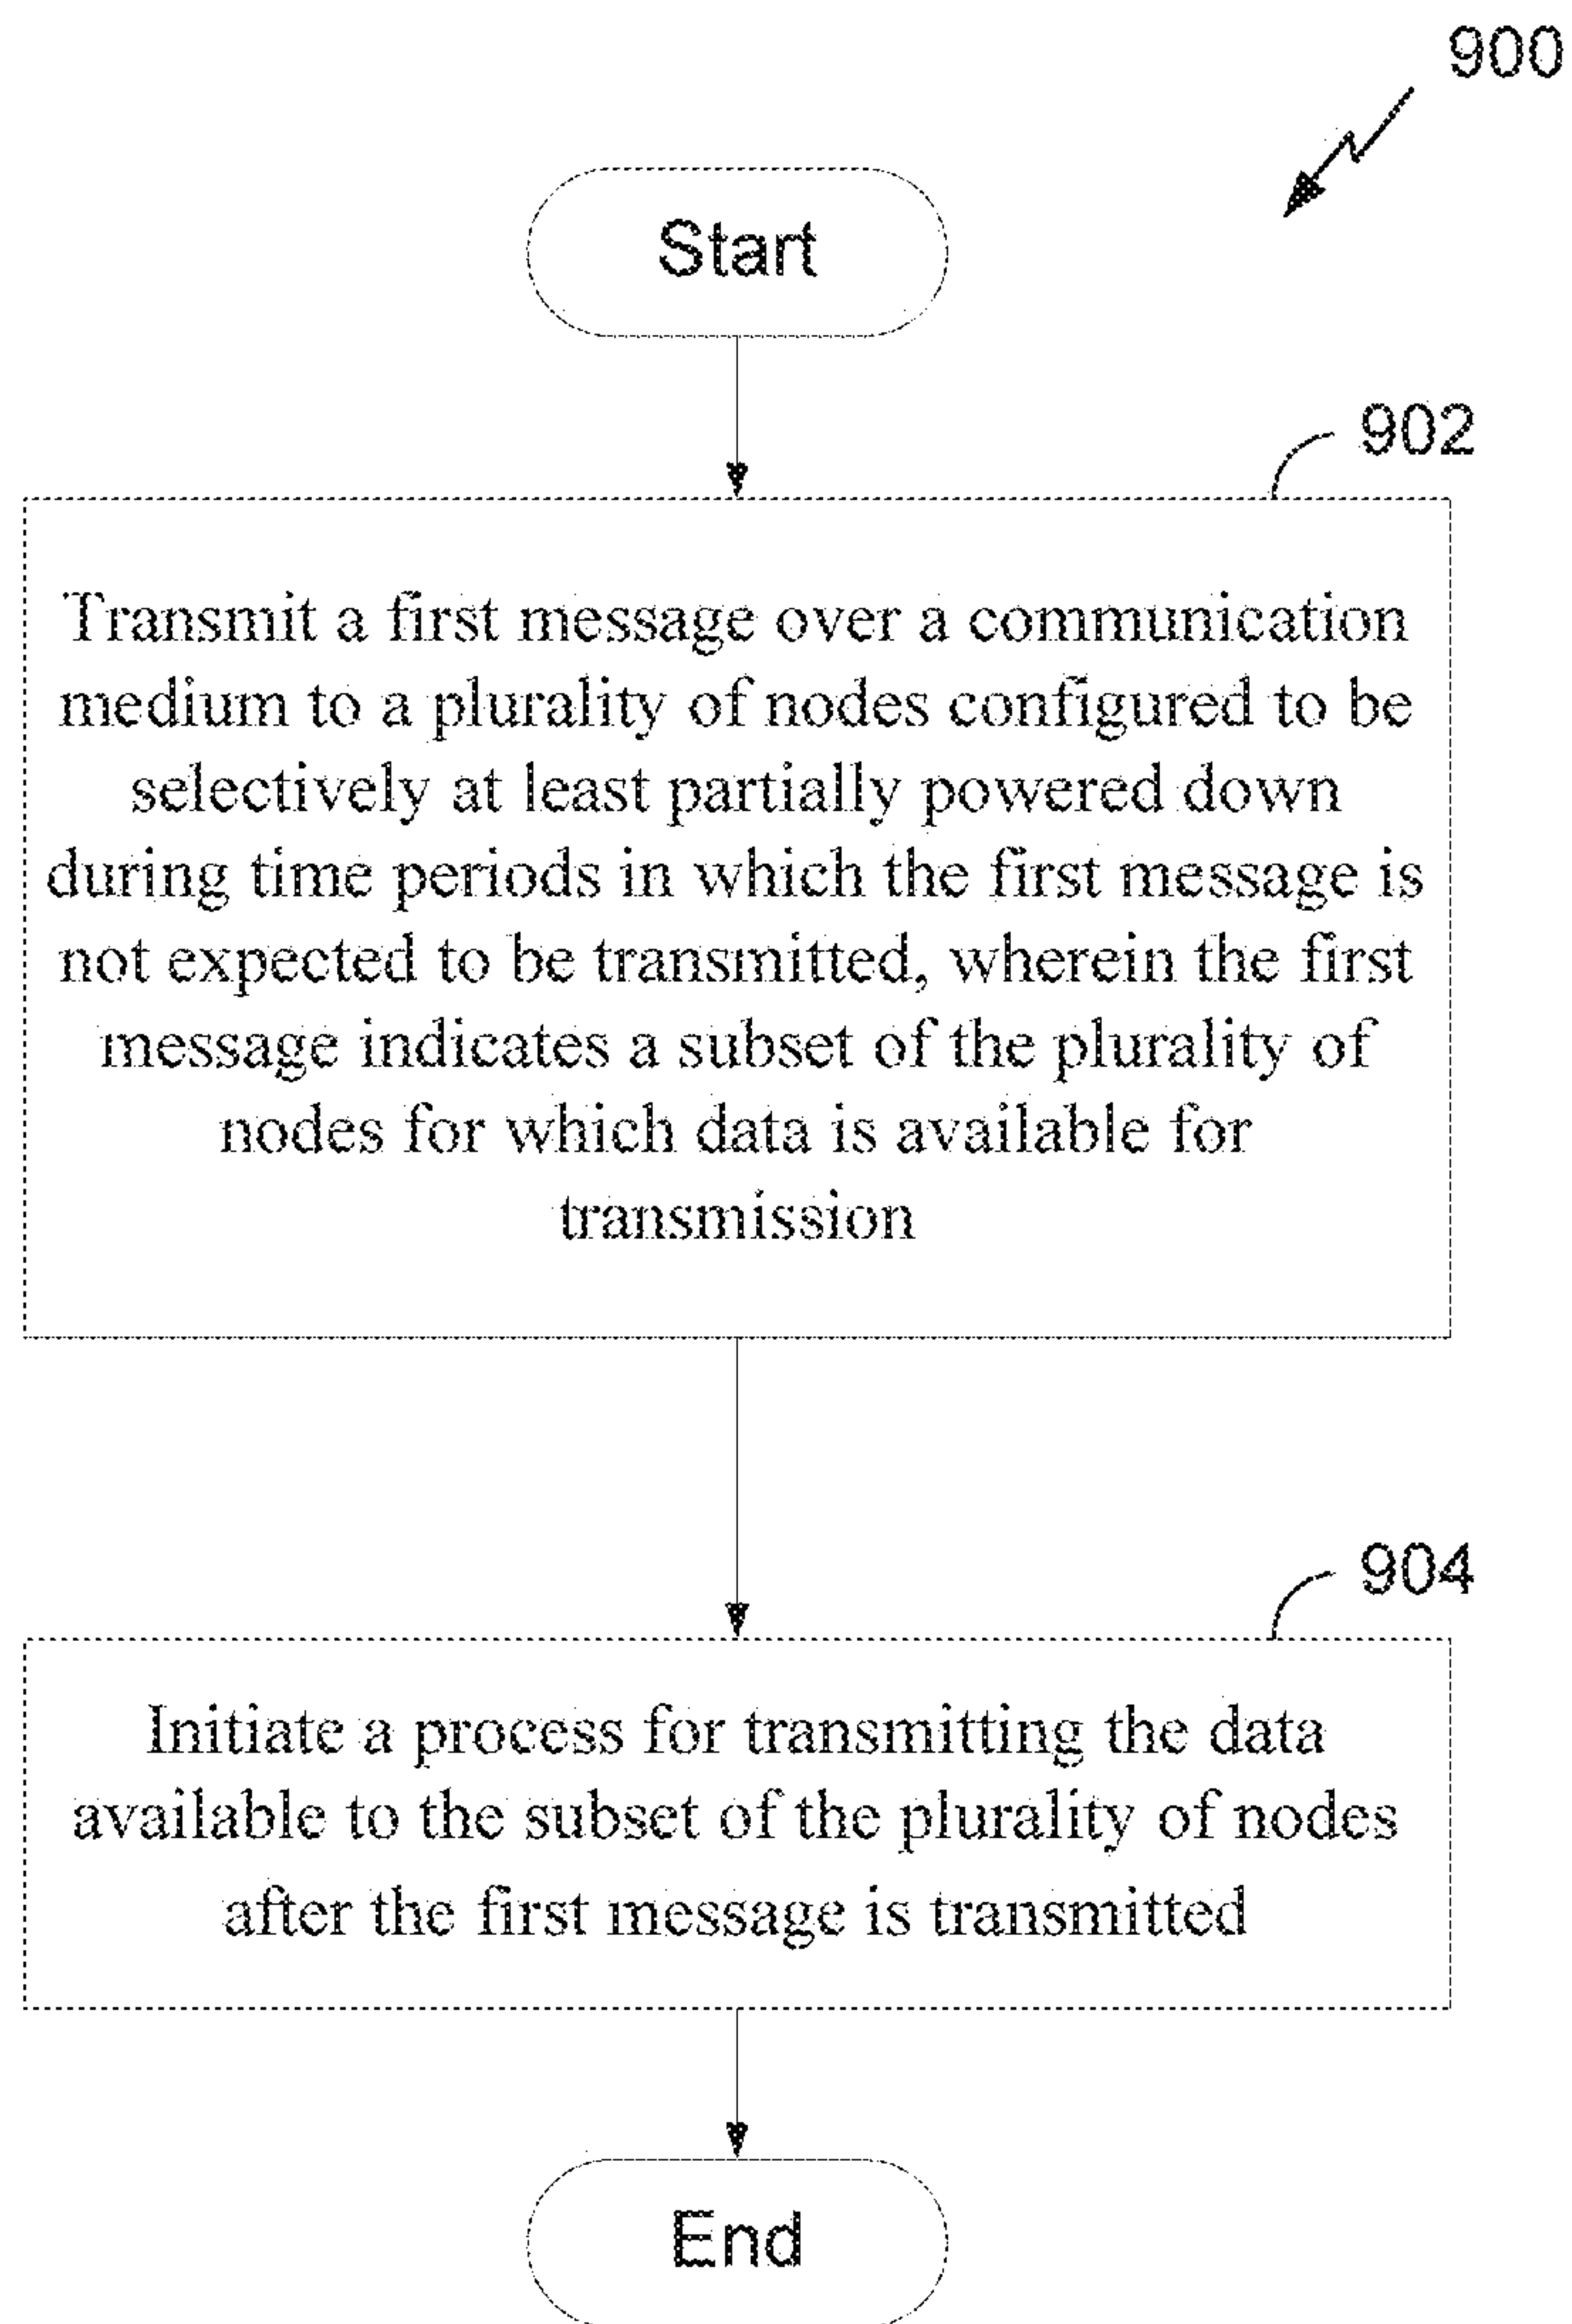 900
Start
902
Transmit a first message over a communication
medium to a plurality of nodes configured to be
selectively at least partially powered down
during time periods in which the first message is
not expected to be transmitted, wherein the first
message indicates a subset of the plurality of
nodes for which data is available for
transmission
904
Initiate a process for transmitting the data
available to the subset of the plurality of nodes
after the first message is transmitted
End